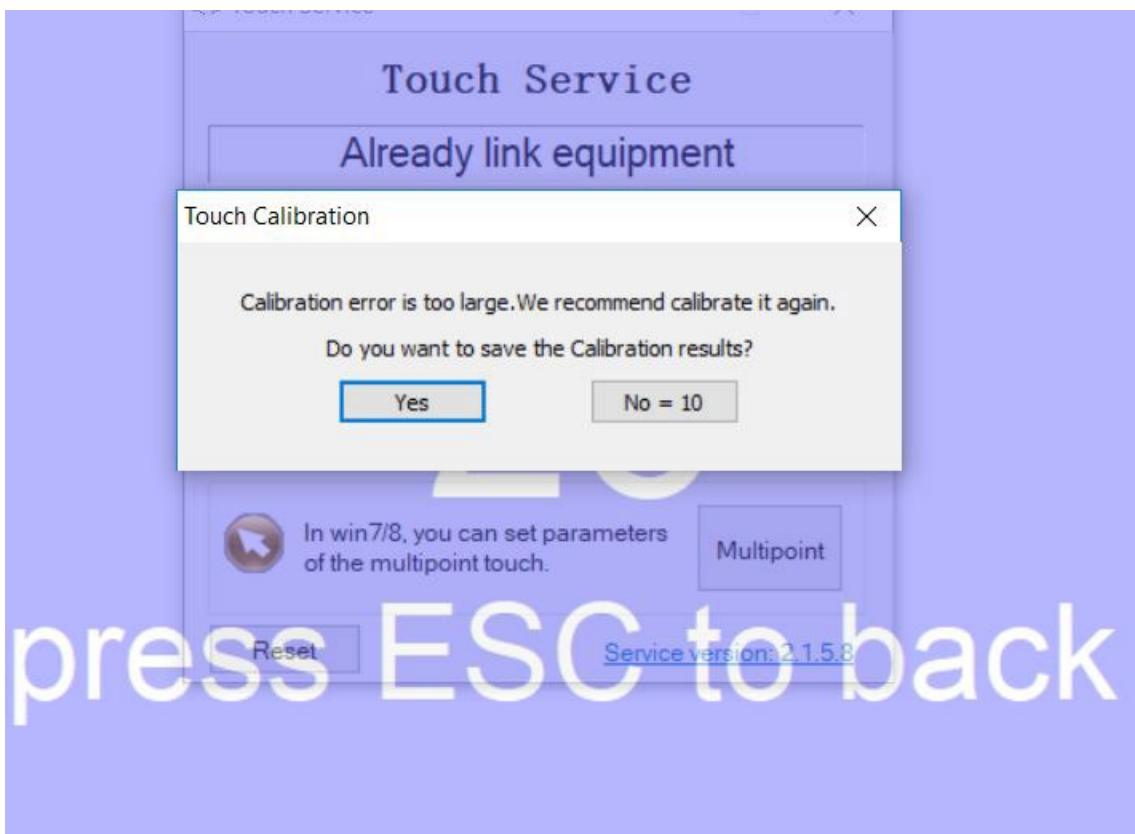 Touch Service
Touch Service
Already link equipment
Touch Calibration
Calibration error is too large.We recommend calibrate it again.
Do you want to save the Calibration results?
Yes
No = 10
In win7/8, you can set parameters
of the multipoint touch.
Multipoint
Reset
Service version: 2.1.5.8
press ESC to back